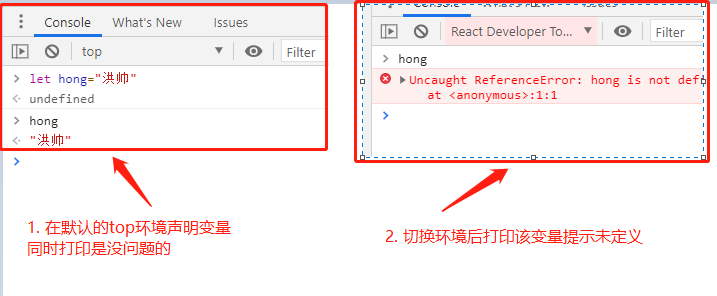 Console What's New Issues
top Filter
let hong="洪帅"
undefined
hong
"洪帅"
1. 在默认的top环境声明变量
同时打印是没问题的
React Developer To... Filter
hong
Uncaught ReferenceError: hong is not def
at <anonymous>:1:1
2. 切换环境后打印该变量提示未定义